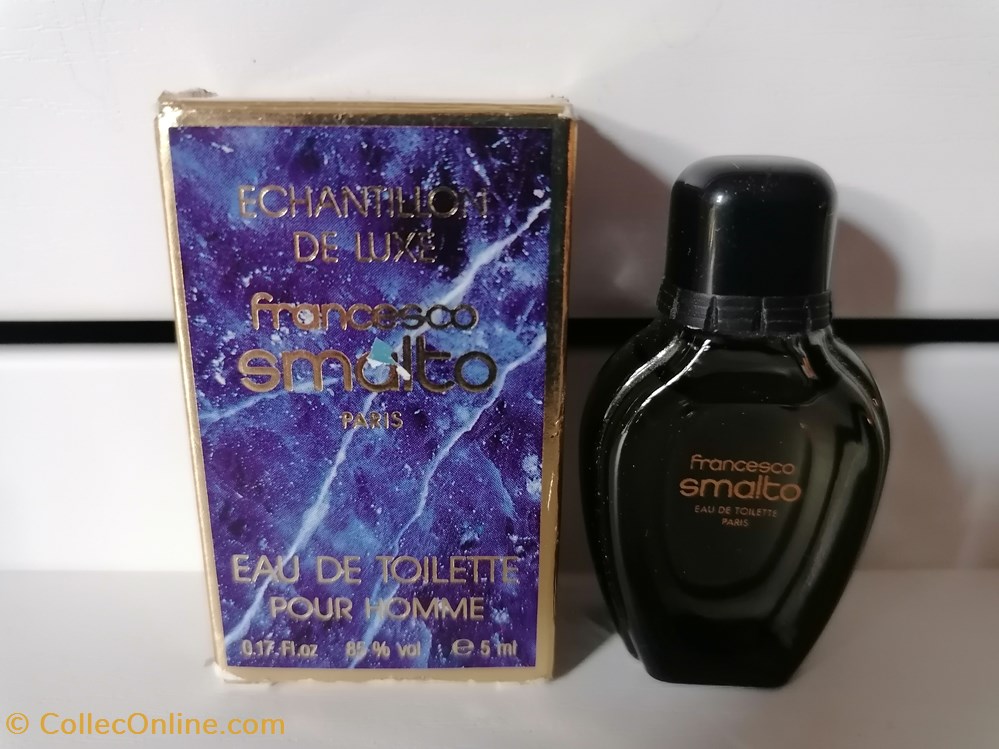 ECHANTILLON
DE LUXE
francesco
smalto
PARIS
EAU DE TOILETTE
POUR HOMME
0.17 Fl.oz 85 % vol e 5 ml
francesco
smalto
EAU DE TOILETTE
PARIS
© CollecOnline.com